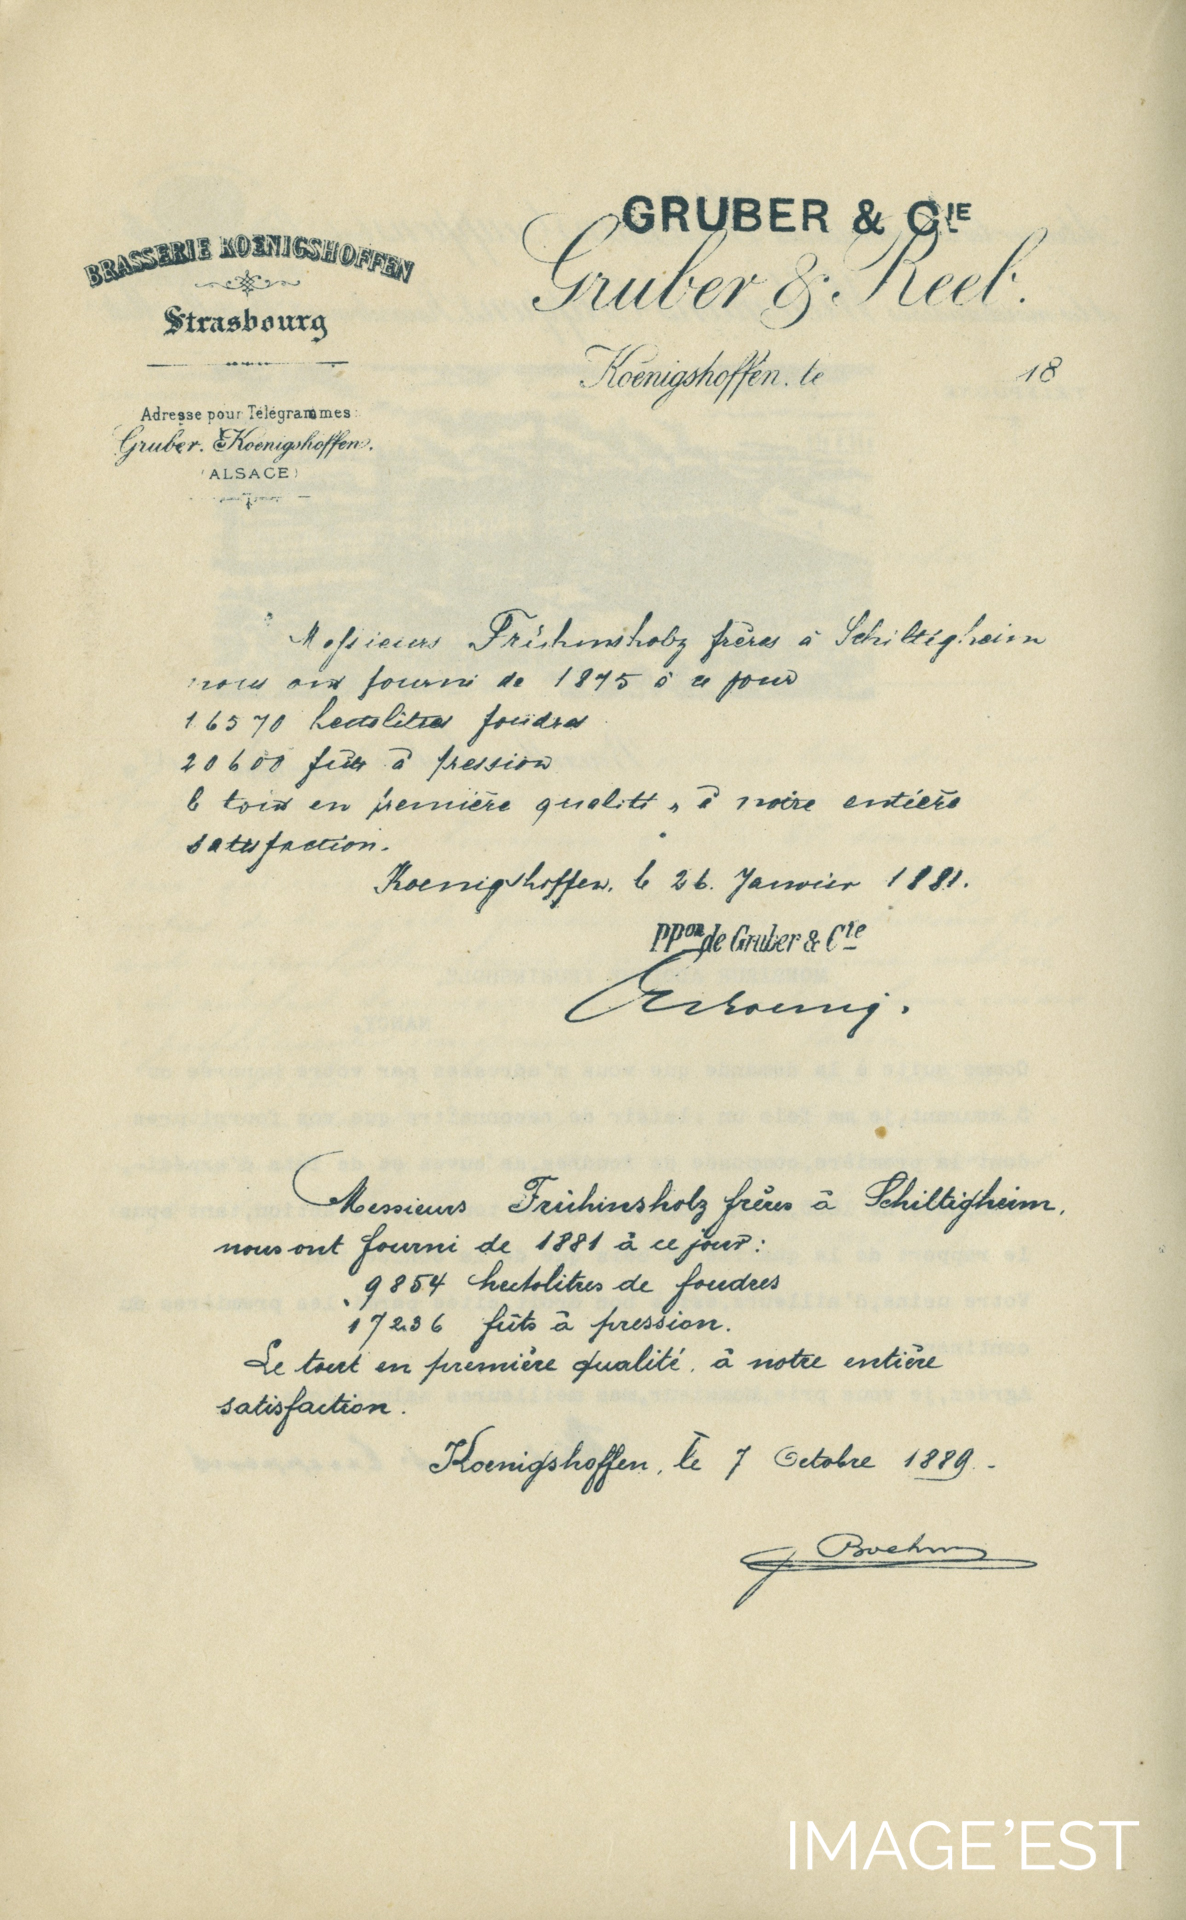 BRASSERIE KOENIGSHOFFEN
Strasbourg
Adresse pour Télégrammes:
Gruber. Koenigshoffen.
(ALSACE)
GRUBER & CIE
Gruber & Reeb.
Koenigshoffen. le 18
Messieurs Frühinsholz frères à Schiltigheim
nous ont fourni de 1875 à ce jour
16570 hectolitres foudres
20600 fûts à pression
le tout en première qualité, à notre entière
satisfaction.
Koenigshoffen, le 26. Janvier 1881.
PPon de Gruber & Cie
Messieurs Frühinsholz frères à Schiltigheim,
nous ont fourni de 1881 à ce jour:
9854 hectolitres de foudres
17236 fûts à pression.
Le tout en première qualité, à notre entière
satisfaction.
Koenigshoffen, le 7 Octobre 1889.-
J Boehm
IMAGE'EST